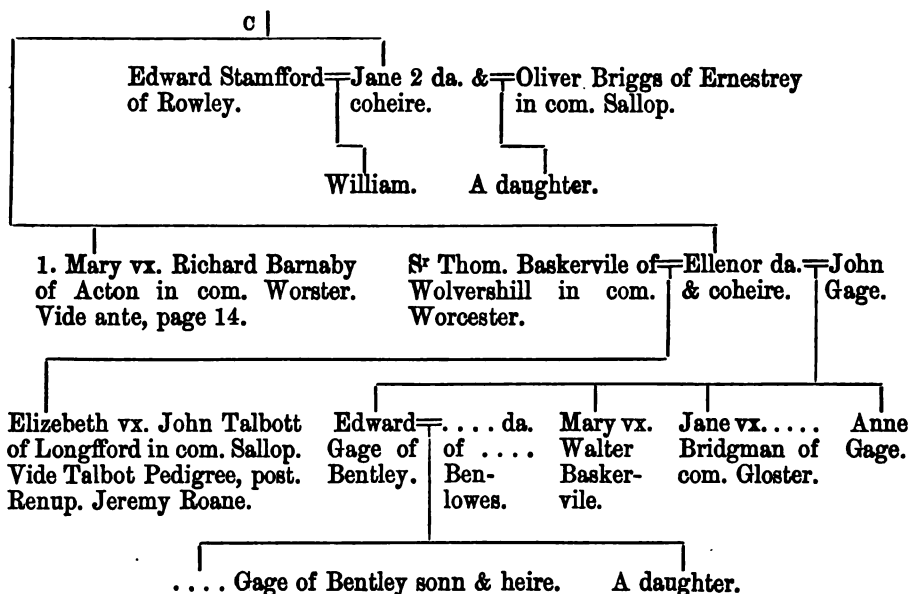 C
Edward Stamfford
of Rowley.
Jane 2 da. &
coheire.
Oliver Briggs of Ernestrey
in com. Sallop.
William.
A daughter.
1. Mary vx. Richard Barnaby
of Acton in com. Worster.
Vide ante, page 14.
Sr Thom. Baskervile of
Wolvershill in com.
Worcester.
Ellenor da.
& coheire.
John
Gage.
Elizebeth vx. John Talbott
of Longfford in com. Sallop.
Vide Talbot Pedigree, post.
Renup. Jeremy Roane.
Edward
Gage of
Bentley.
. . . . da.
of . . . .
Ben-
lowes.
Mary vx.
Walter
Basker-
vile.
Jane vx. . . . .
Bridgman of
com. Gloster.
Anne
Gage.
. . . . Gage of Bentley sonn & heire.
A daughter.